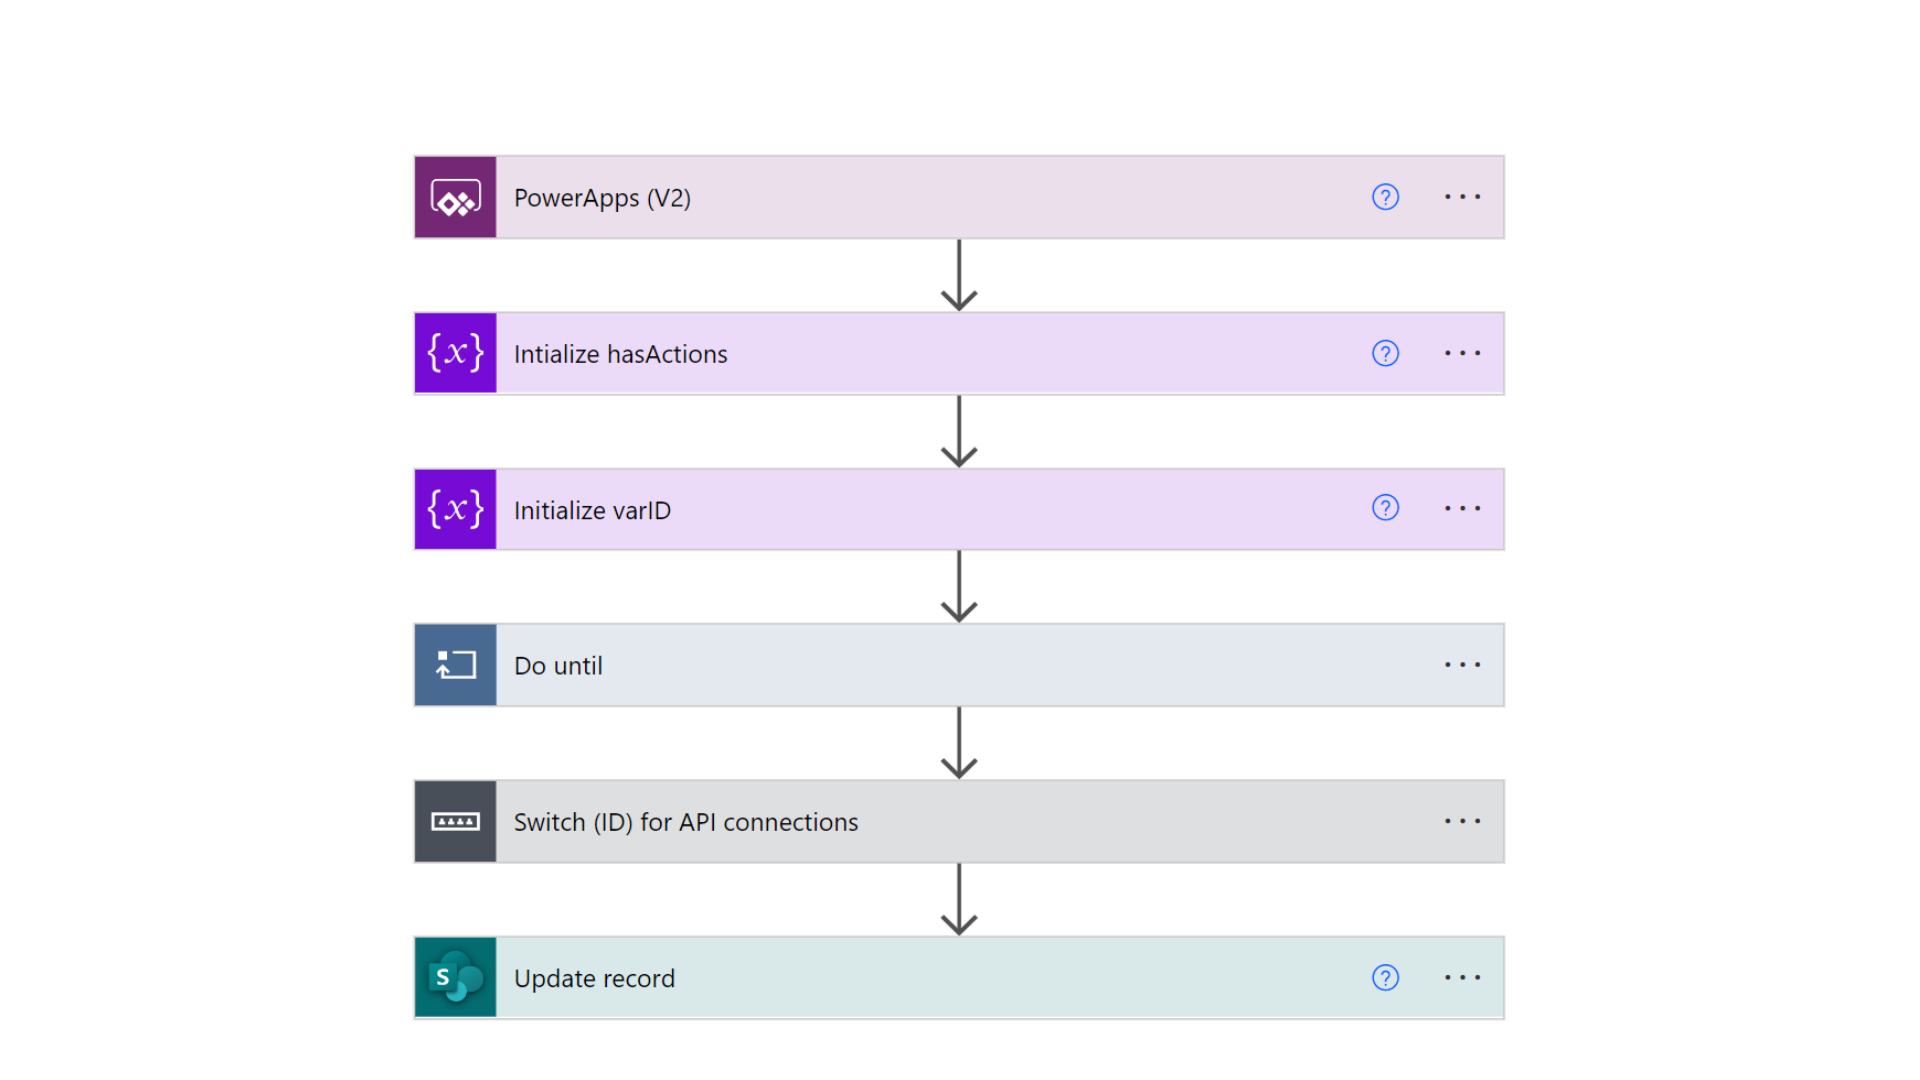 PowerApps (V2)
?
{x} Intialize hasActions
?
{x} Initialize varID
?
Do until
Switch (ID) for API connections
S Update record
?